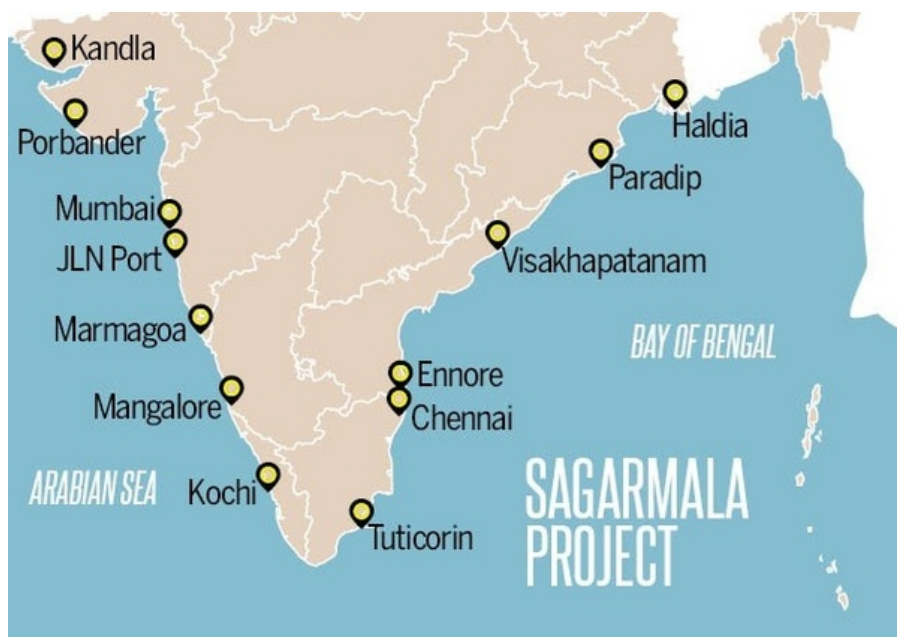 Kandla
Porbander
Haldia
Paradip
Mumbai
JLN Port
Visakhapatanam
Marmagoa
BAY OF BENGAL
Ennore
Mangalore
Chennai
ARABIAN SEA
Kochi
Tuticorin
SAGARMALA
PROJECT